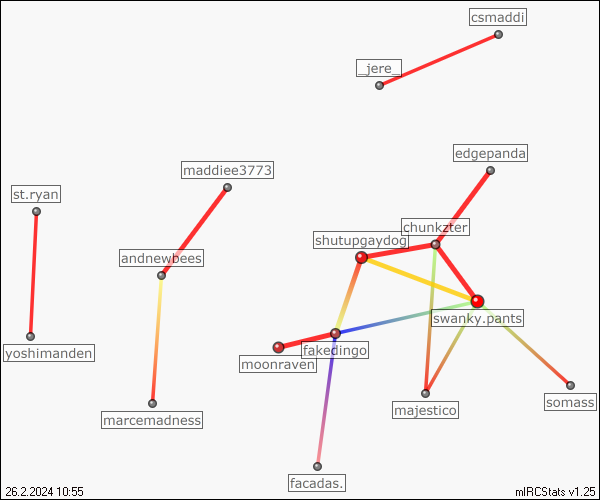 csmaddi
_jere_
edgepanda
maddiee3773
st.ryan
chunkzter
shutupgaydog
andnewbees
swanky.pants
fakedingo
yoshimanden
moonraven
somass
majestico
marcemadness
facadas.
26.2.2024 10:55
mIRCStats v1.25